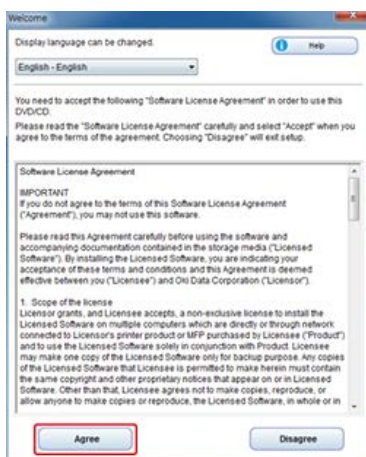 Welcome
Display language can be changed.
Help
English - English
You need to accept the following "Software License Agreement" in order to use this
DVD/CD.
Please read the "Software License Agreement" carefully and select "Accept" when you
agree to the terms of the agreement. Choosing "Disagree" will exit setup.
Software License Agreement
IMPORTANT
If you do not agree to the terms of this Software License Agreement
("Agreement"), you may not use this software.
Please read this Agreement carefully before using the software and
accompanying documentation contained in the storage media ("Licensed
Software"). By installing the Licensed Software, you are indicating your
acceptance of these terms and conditions and this Agreement is deemed
effective between you ("Licensee") and Oki Data Corporation ("Licensor").
1. Scope of the license
Licensor grants, and Licensee accepts, a non-exclusive license to install the
Licensed Software on multiple computers which are directly or through network
connected to Licensor's printer product or MFP purchased by Licensee ("Product")
and to use the Licensed Software solely in conjunction with Product. Licensee
may make one copy of the Licensed Software only for backup purpose. Any copies
of the Licensed Software that Licensee is permitted to make herein must contain
the same copyright and other proprietary notices that appear on or in Licensed
Software. Other than that, Licensee agrees not to make copies, reproduce, or
allow anyone to make copies or reproduce, the Licensed Software, in whole or in
Agree
Disagree